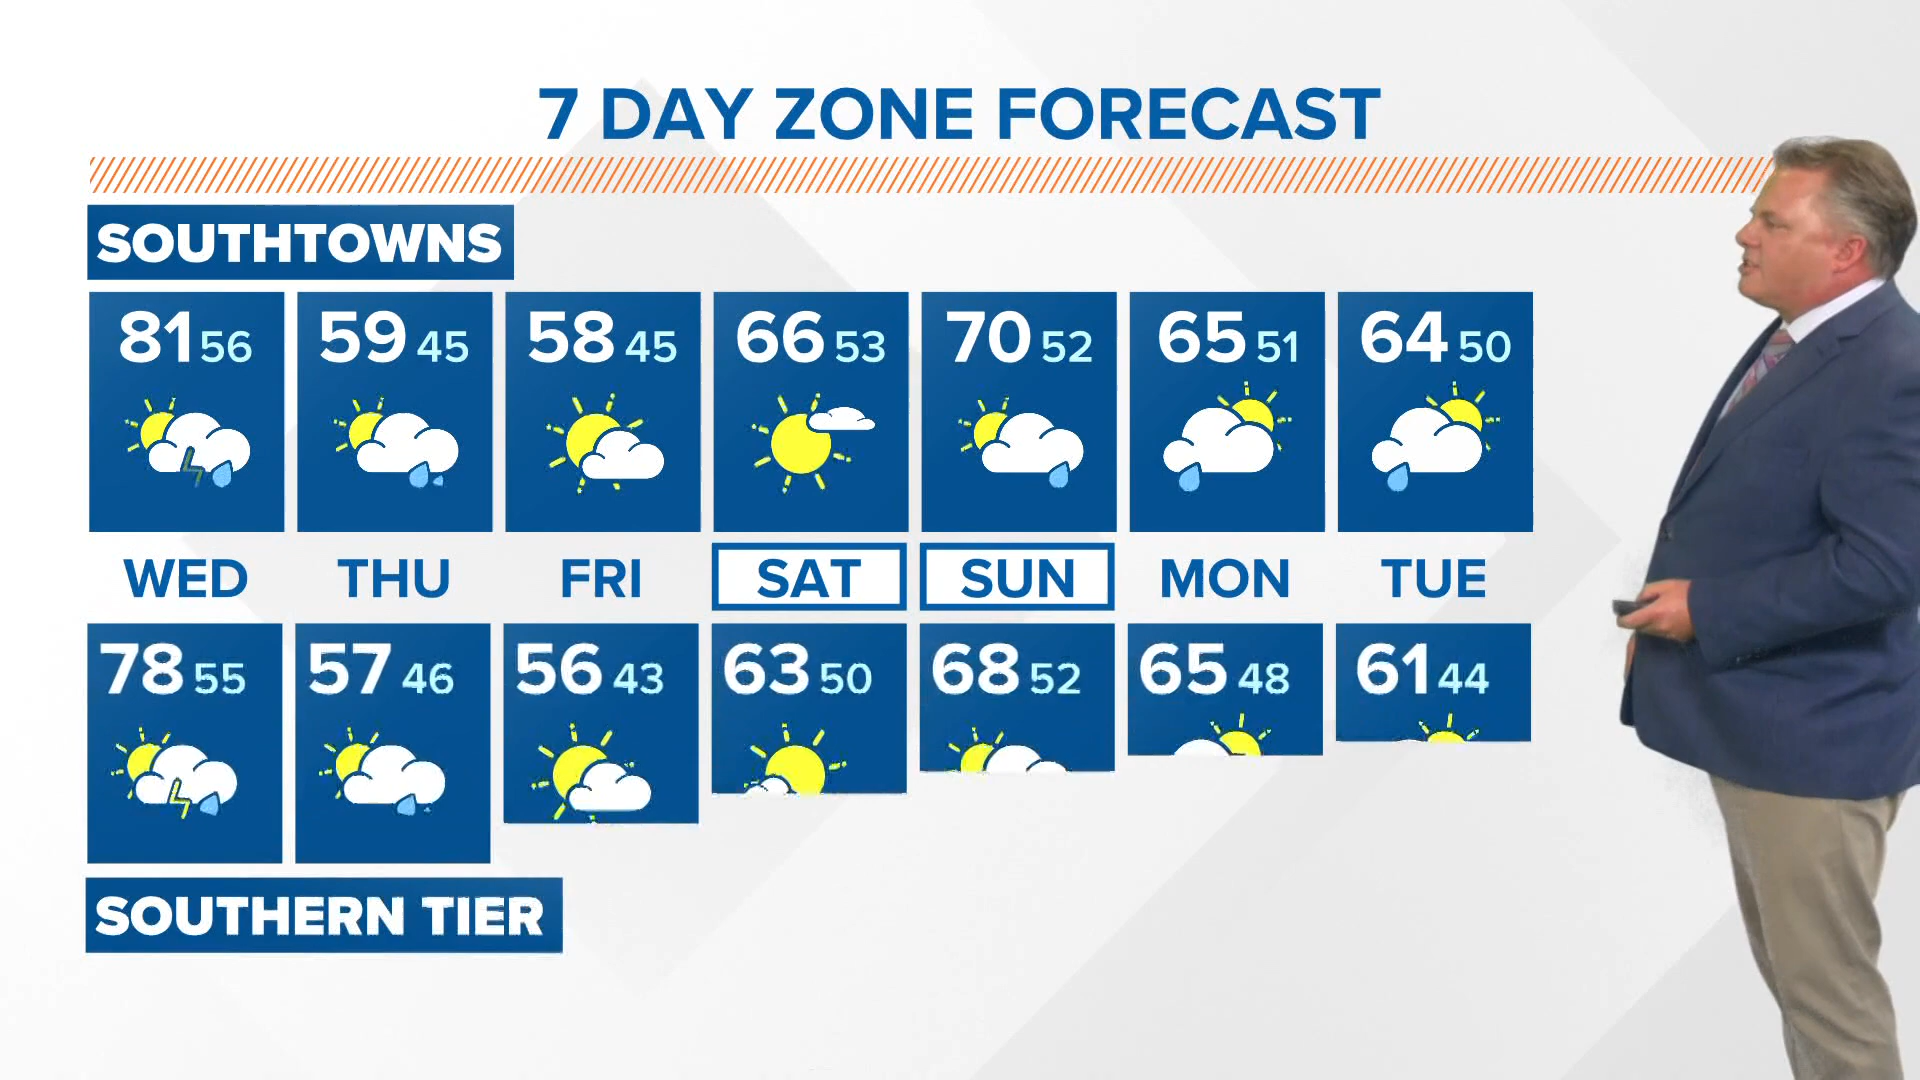 7 DAY ZONE FORECAST
SOUTHTOWNS
81 56 59 45 58 45 66 53 70 52 65 51 64 50
WED THU FRI SAT SUN MON TUE
78 55 57 46 56 43 63 50 68 52 65 48 61 44
SOUTHERN TIER